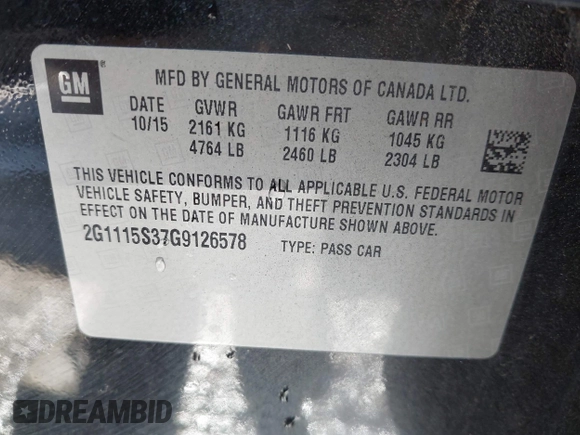 GM ®
MFD BY GENERAL MOTORS OF CANADA LTD.
DATE GVWR GAWR FRT GAWR RR
10/15 2161 KG 1116 KG 1045 KG
4764 LB 2460 LB 2304 LB
THIS VEHICLE CONFORMS TO ALL APPLICABLE U.S. FEDERAL MOTOR
VEHICLE SAFETY, BUMPER, AND THEFT PREVENTION STANDARDS IN
EFFECT ON THE DATE OF MANUFACTURE SHOWN ABOVE.
2G1115S37G9126578 TYPE: PASS CAR
DREAMBID